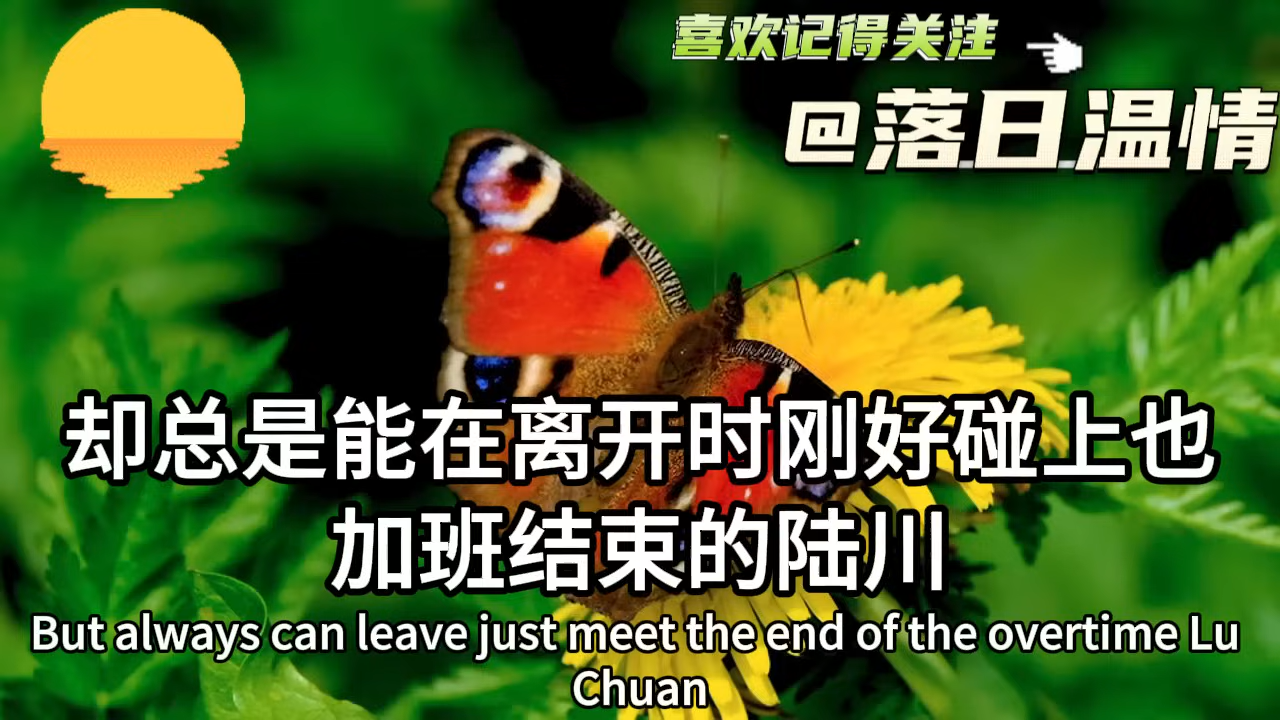 喜欢记得关注
@落日温情
却总是能在离开时刚好碰上也
加班结束的陆川
But always can leave just meet the end of the overtime Lu
Chuan